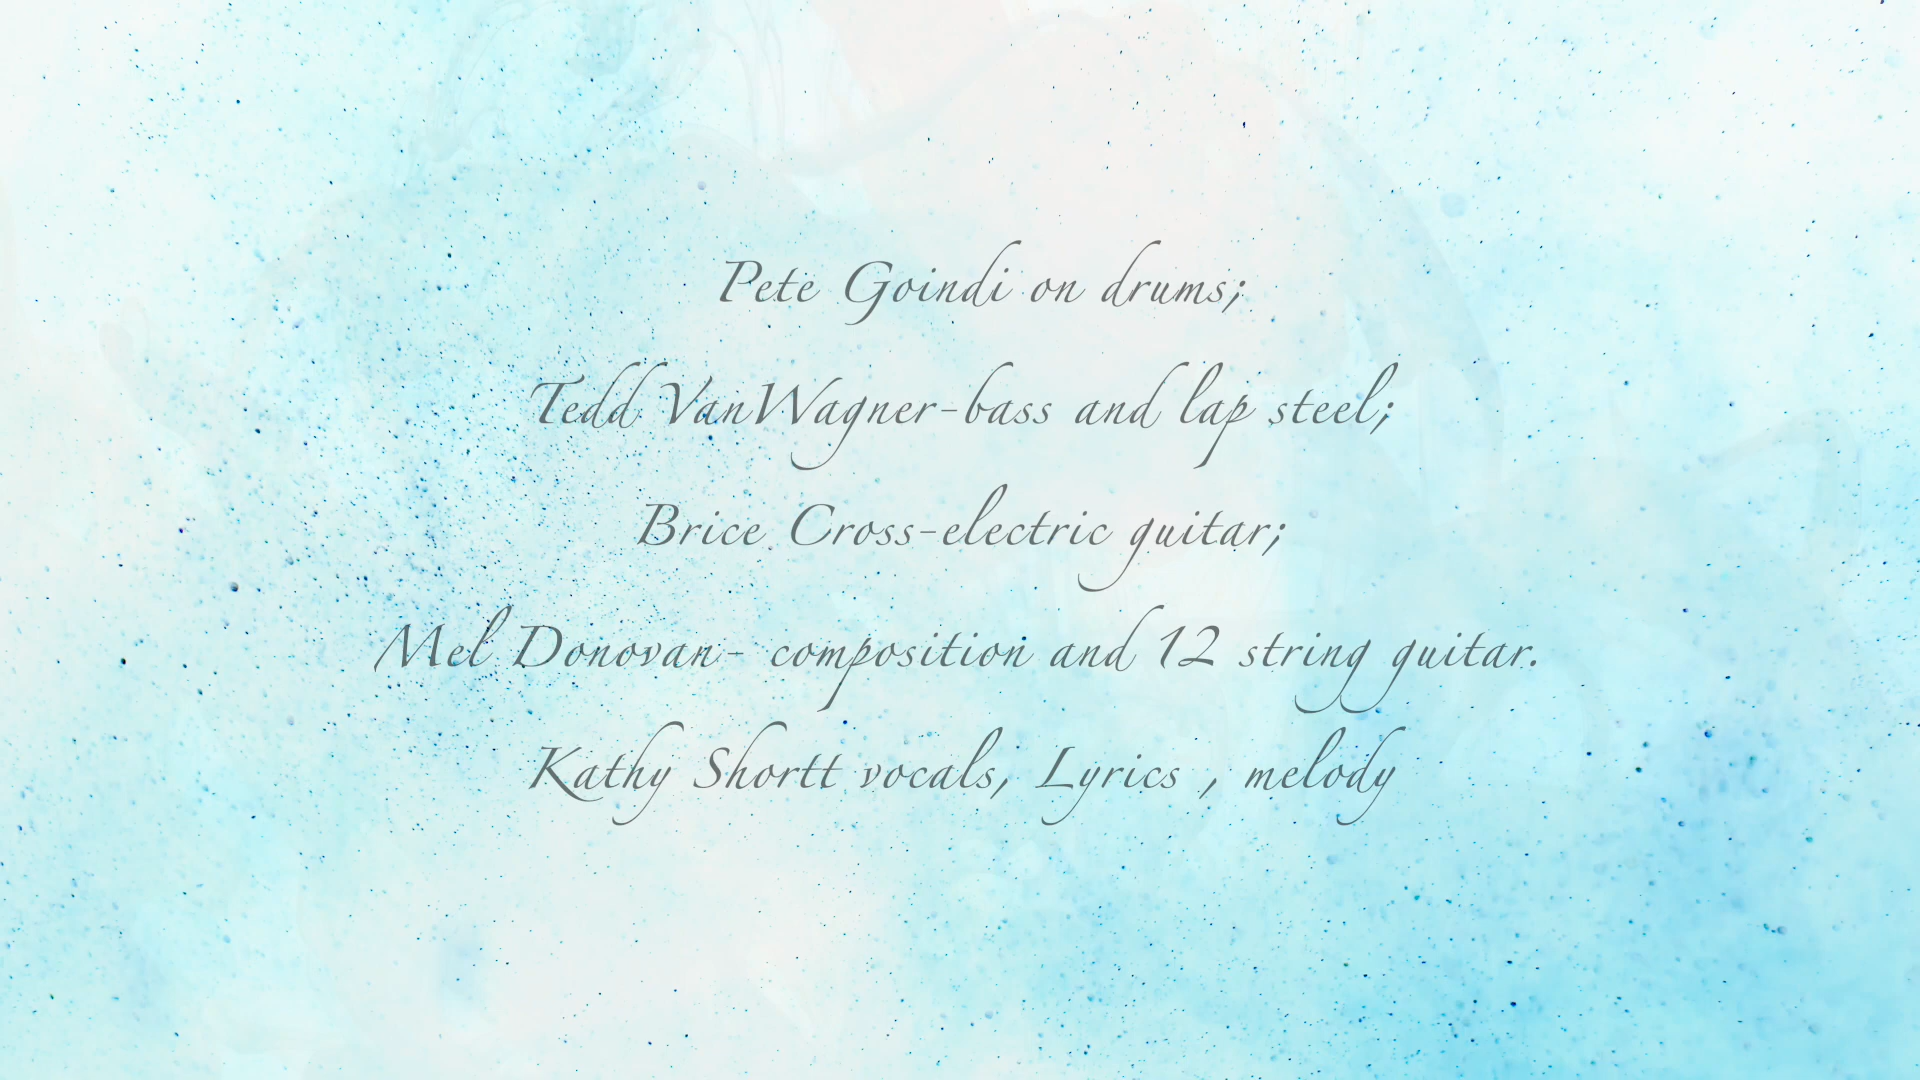 Pete Goindi on drums;
Tedd VanWagner-bass and lap steel;
Brice Cross-electric guitar;
Mel Donovan- composition and 12 string guitar.
Kathy Shortt vocals, Lyrics , melody